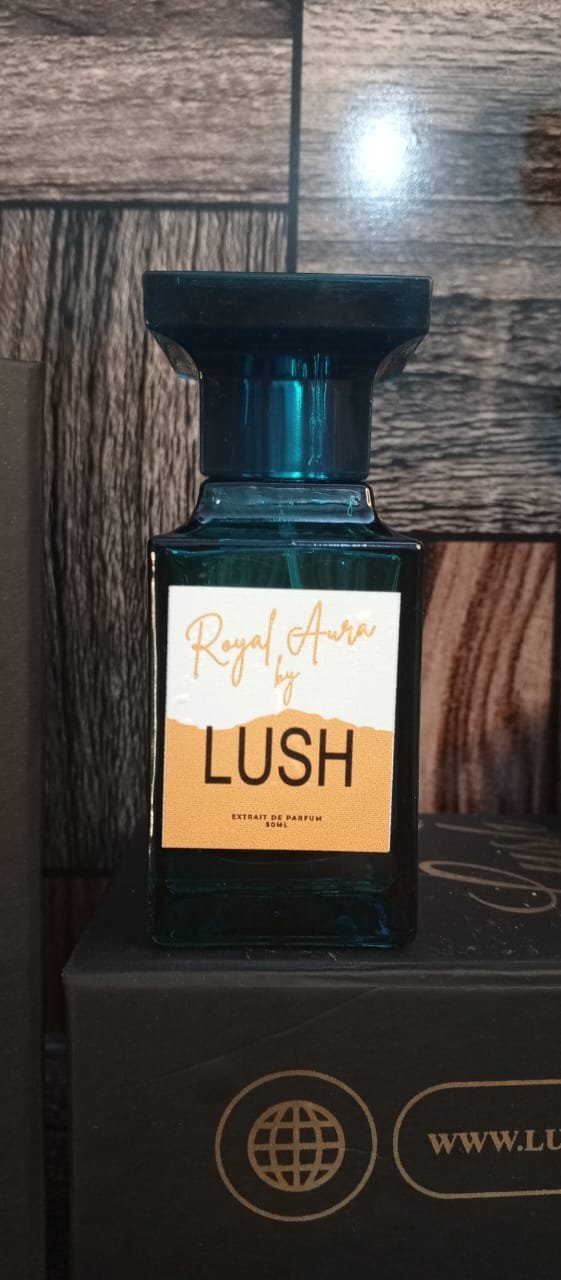 Royal Aura
by
LUSH
EXTRAIT DE PARFUM
50ML
WWW.LU